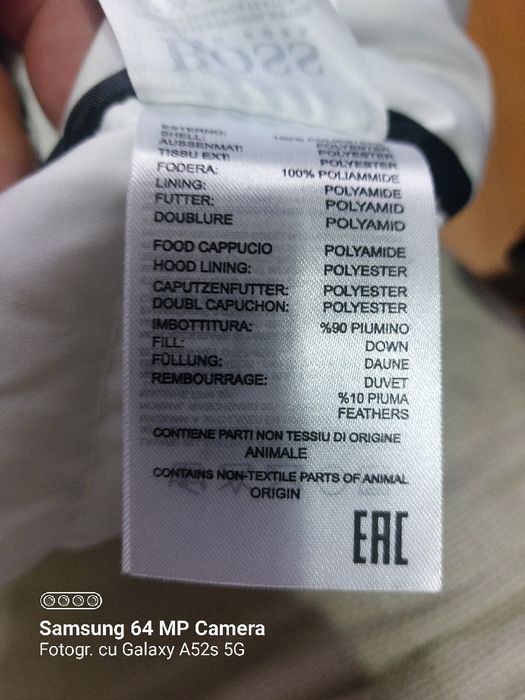 BOSS
ESTERNO:
SHELL: 100%
AUSSENMAT: POLYESTER
TISSU EXT: POLYESTER
POLYESTER
FODERA: 100% POLIAMMIDE
LINING: POLYAMIDE
FUTTER: POLYAMID
DOUBLURE POLYAMID
FOOD CAPPUCIO POLYAMIDE
HOOD LINING: POLYESTER
CAPUTZENFUTTER: POLYESTER
DOUBL CAPUCHON: POLYESTER
IMBOTTITURA: %90 PIUMINO
FILL: DOWN
FÜLLUNG: DAUNE
REMBOURRAGE: DUVET
%10 PIUMA
FEATHERS
CONTIENE PARTI NON TESSIU DI ORIGINE
ANIMALE
CONTAINS NON-TEXTILE PARTS OF ANIMAL
ORIGIN
EAC
Samsung 64 MP Camera
Fotogr. cu Galaxy A52s 5G